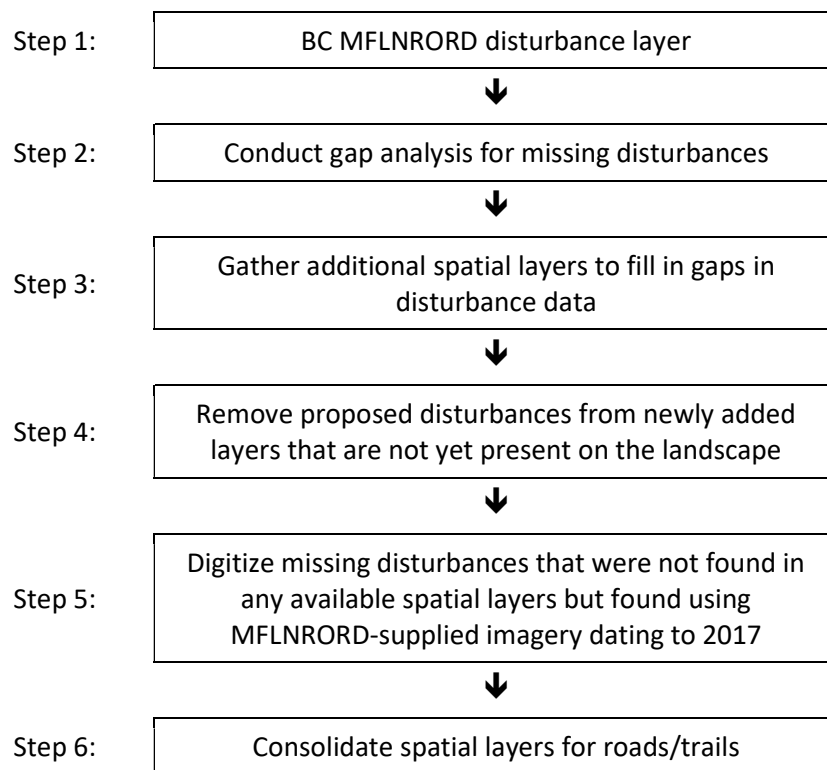 Step 1:
BC MFLNRORD disturbance layer
Step 2:
Conduct gap analysis for missing disturbances
Step 3:
Gather additional spatial layers to fill in gaps in
disturbance data
Step 4:
Remove proposed disturbances from newly added
layers that are not yet present on the landscape
Step 5:
Digitize missing disturbances that were not found in
any available spatial layers but found using
MFLNRORD-supplied imagery dating to 2017
Step 6:
Consolidate spatial layers for roads/trails